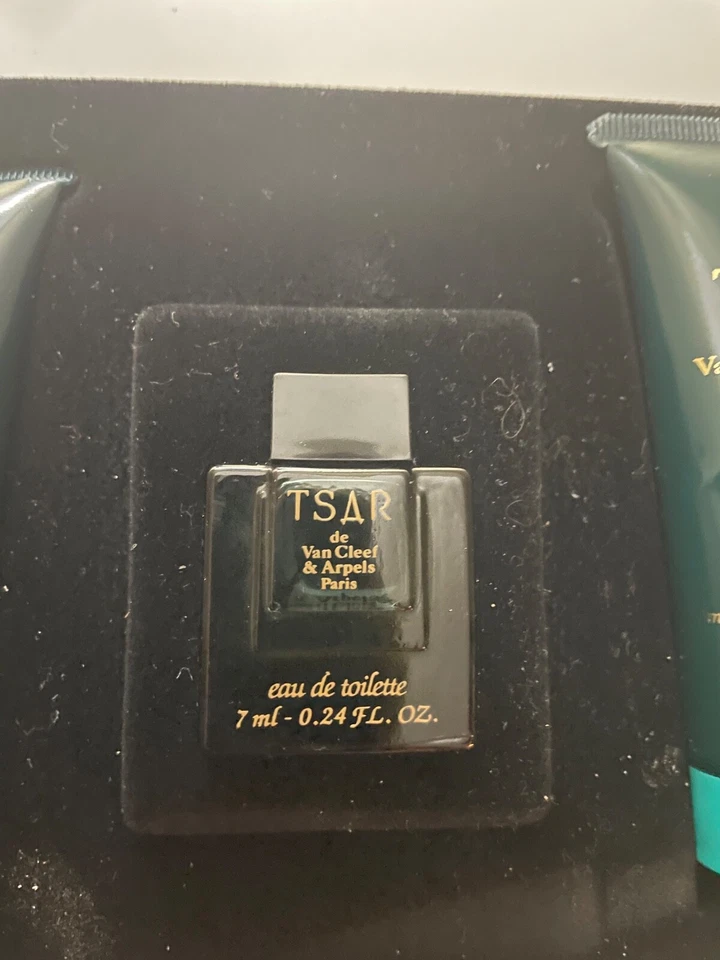 TSAR
de
Van Cleef
& Arpels
Paris
eau de toilette
7 ml - 0.24 FL. OZ.